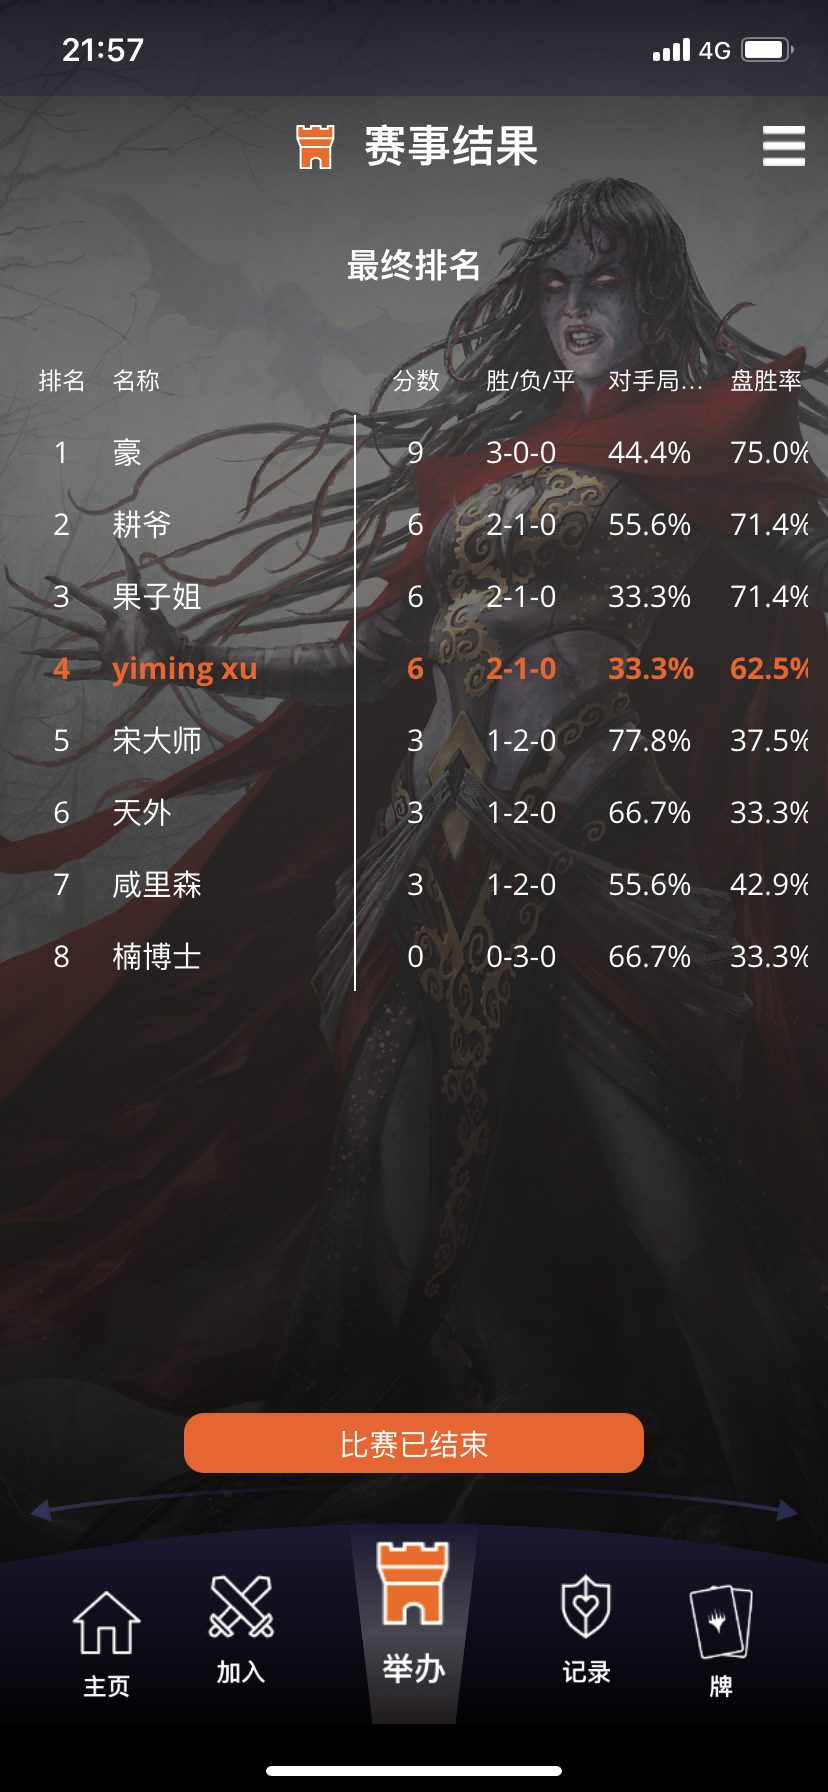 21:57 4G
赛事结果
最终排名
排名 名称 分数 胜/负/平 对手局... 盘胜率
1 豪 9 3-0-0 44.4% 75.0%
2 耕爷 6 2-1-0 55.6% 71.4%
3 果子姐 6 2-1-0 33.3% 71.4%
4 yiming xu 6 2-1-0 33.3% 62.5%
5 宋大师 3 1-2-0 77.8% 37.5%
6 天外 3 1-2-0 66.7% 33.3%
7 咸里森 3 1-2-0 55.6% 42.9%
8 楠博士 0 0-3-0 66.7% 33.3%
比赛已结束
主页 加入 举办 记录 牌